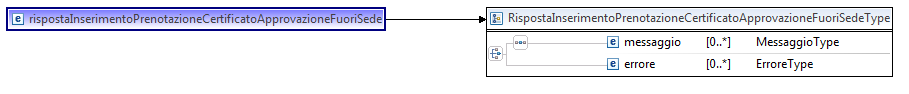 rispostaInserimentoPrenotazioneCertificatoApprovazioneFuoriSede
RispostaInserimentoPrenotazioneCertificatoApprovazioneFuoriSedeType
e messaggio [0..*] MessaggioType
e errore [0..*] ErroreType